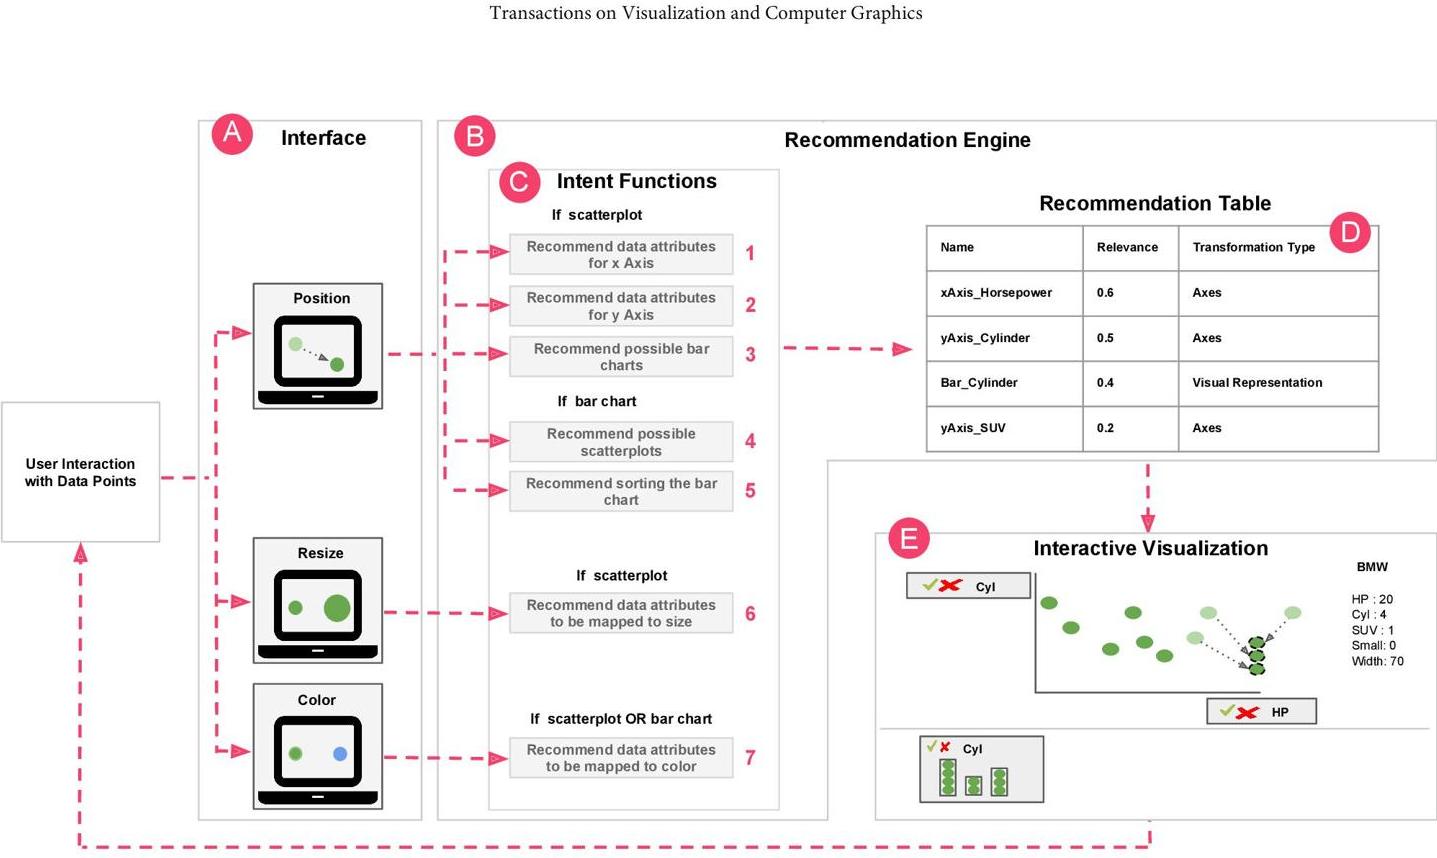 Transactions on Visualization and Computer Graphics
A
Interface
B
Recommendation Engine
C
Intent Functions
If scatterplot
Recommend data attributes
for x Axis
1
Recommend data attributes
for y Axis
2
Recommend possible bar
charts
3
If bar chart
Recommend possible
scatterplots
4
Recommend sorting the bar
chart
5
If scatterplot
Recommend data attributes
to be mapped to size
6
If scatterplot OR bar chart
Recommend data attributes
to be mapped to color
7
Position
Resize
Color
User Interaction
with Data Points
Recommendation Table
D
Name Relevance Transformation Type
xAxis_Horsepower 0.6 Axes
yAxis_Cylinder 0.5 Axes
Bar_Cylinder 0.4 Visual Representation
yAxis_SUV 0.2 Axes
E
Interactive Visualization
Cyl
BMW
HP : 20
Cyl : 4
SUV : 1
Small: 0
Width: 70
HP
Cyl